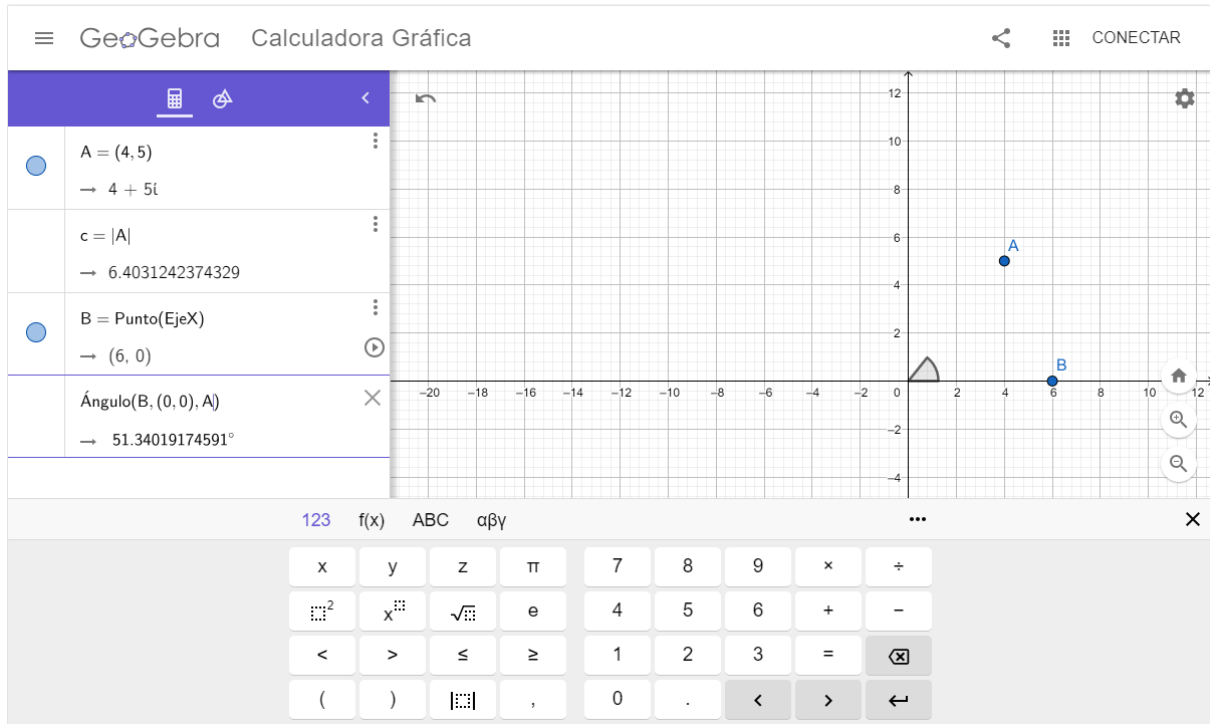 GeoGebra Calculadora Gráfica CONECTAR
A = (4, 5)
→ 4 + 5ί
c = |A|
→ 6.4031242374329
B = Punto(EjeX)
→ (6, 0)
Ángulo(B, (0, 0), A)
→ 51.34019174591°
12
10
8
6
4
2
0
−2
−4
−20 −18 −16 −14 −12 −10 −8 −6 −4 −2 0 2 4 6 8 10 12
A
B
123 f(x) ABC αβγ ...
x y z π 7 8 9 × ÷
² x √ e 4 5 6 + −
< > ≤ ≥ 1 2 3 =
( ) | | , 0 . < >